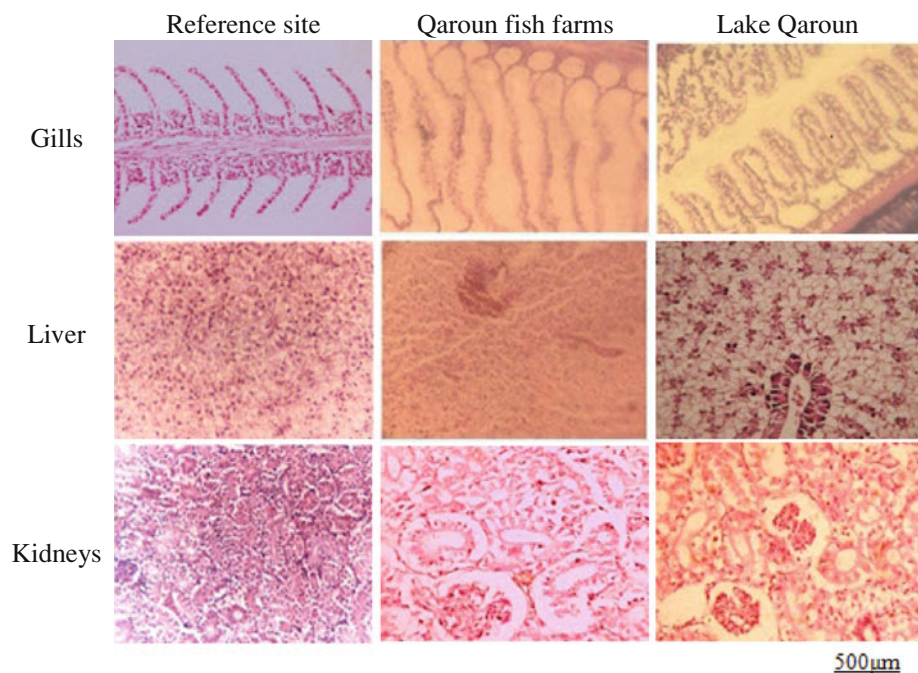 Reference site
Qaroun fish farms
Lake Qaroun
Gills
Liver
Kidneys
500µm